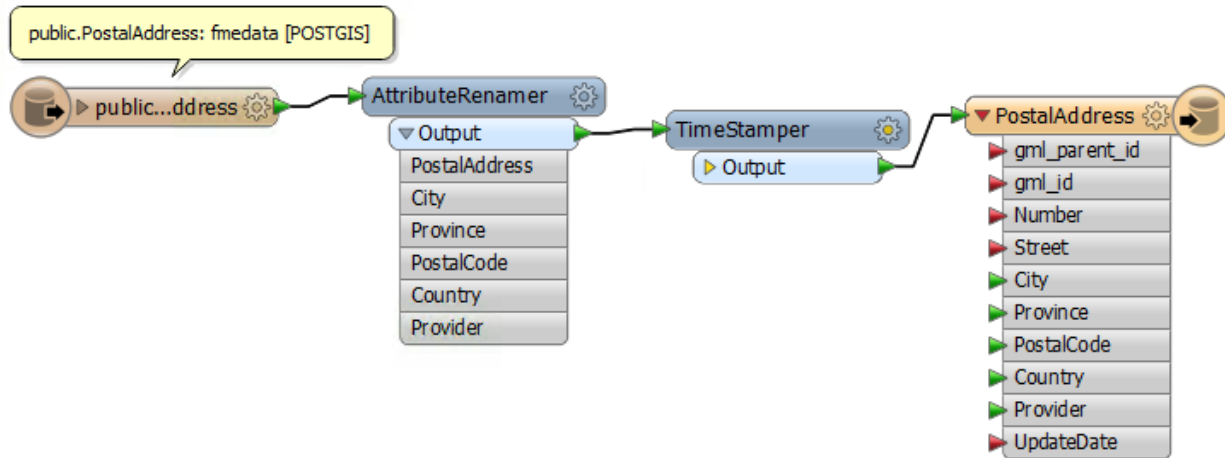 public.PostalAddress: fmedata [POSTGIS]
public...ddress
AttributeRenamer
Output
PostalAddress
City
Province
PostalCode
Country
Provider
TimeStamper
Output
PostalAddress
gml_parent_id
gml_id
Number
Street
City
Province
PostalCode
Country
Provider
UpdateDate